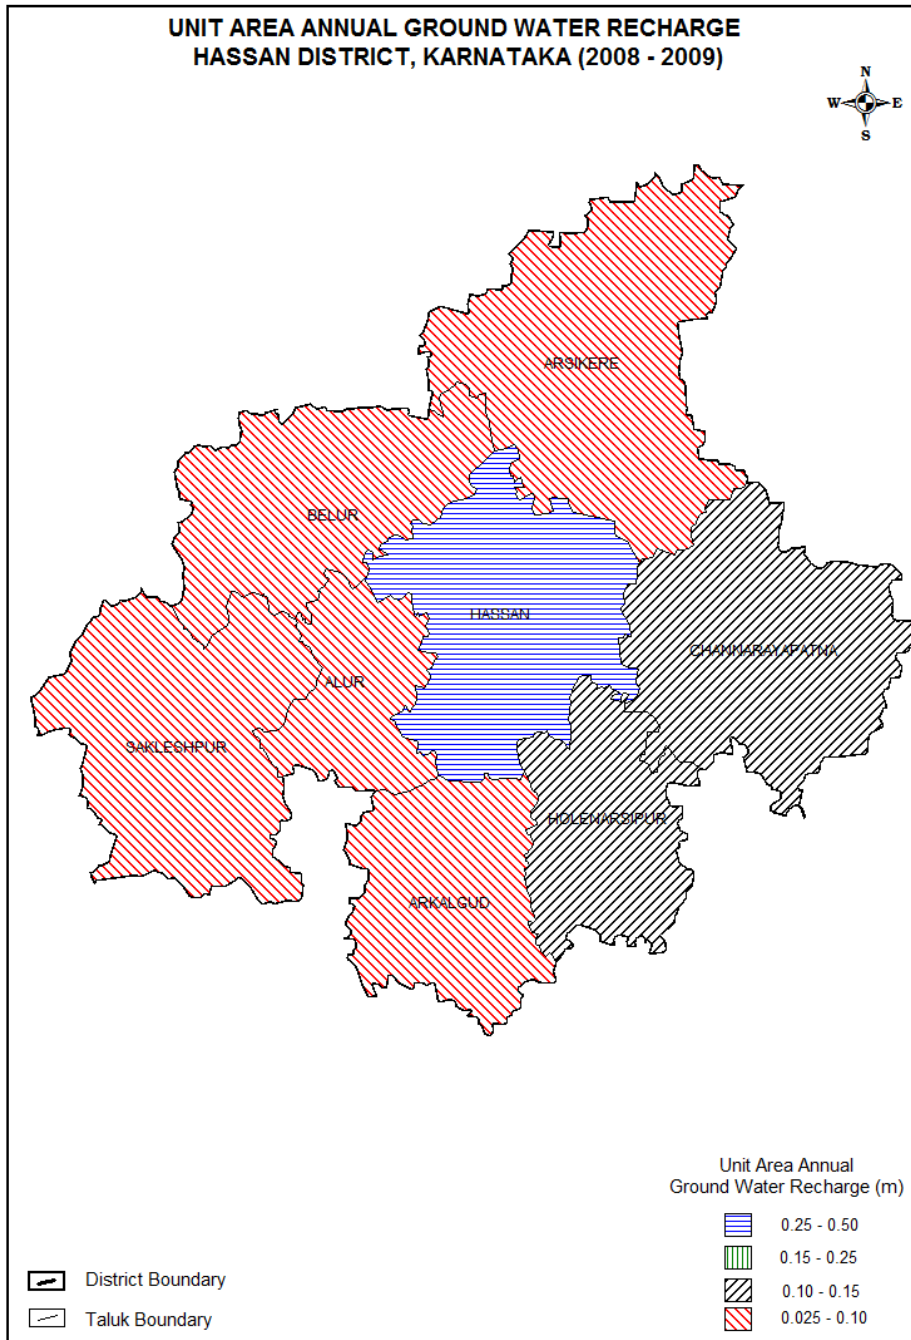 UNIT AREA ANNUAL GROUND WATER RECHARGE
HASSAN DISTRICT, KARNATAKA (2008 - 2009)
N
W E
S
ARSIKERE
BELUR
HASSAN
CHANNARAYAPATNA
ALUR
SAKLESHPUR
HOLENARSIPUR
ARKALGUD
Unit Area Annual
Ground Water Recharge (m)
0.25 - 0.50
0.15 - 0.25
0.10 - 0.15
0.025 - 0.10
District Boundary
Taluk Boundary